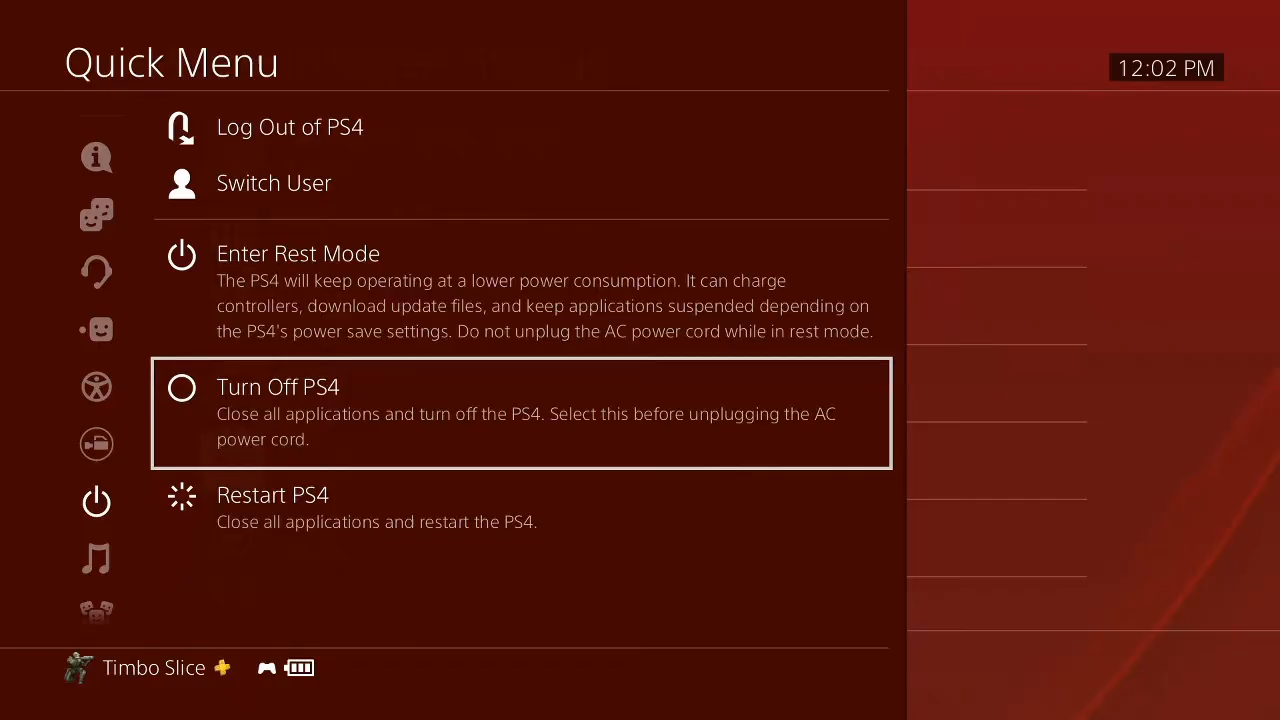 Quick Menu
12:02 PM
Log Out of PS4
Switch User
Enter Rest Mode
The PS4 will keep operating at a lower power consumption. It can charge
controllers, download update files, and keep applications suspended depending on
the PS4's power save settings. Do not unplug the AC power cord while in rest mode.
Turn Off PS4
Close all applications and turn off the PS4. Select this before unplugging the AC
power cord.
Restart PS4
Close all applications and restart the PS4.
Timbo Slice